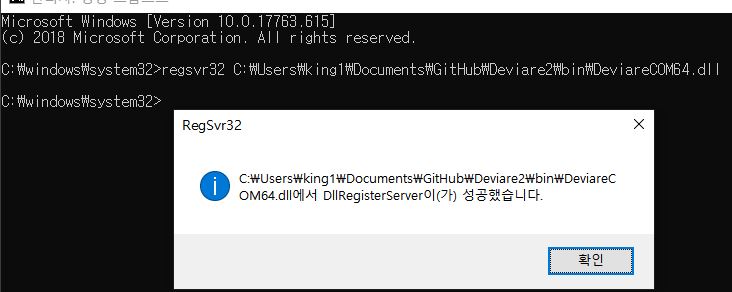 Microsoft Windows [Version 10.0.17763.615]
(c) 2018 Microsoft Corporation. All rights reserved.
C:₩windows₩system32>regsvr32 C:₩Users₩king1₩Documents₩GitHub₩Deviare2₩bin₩DeviareCOM64.dll
C:₩windows₩system32>
RegSvr32
C:₩Users₩king1₩Documents₩GitHub₩Deviare2₩bin₩DeviareC
OM64.dll에서 DllRegisterServer이(가) 성공했습니다.
확인